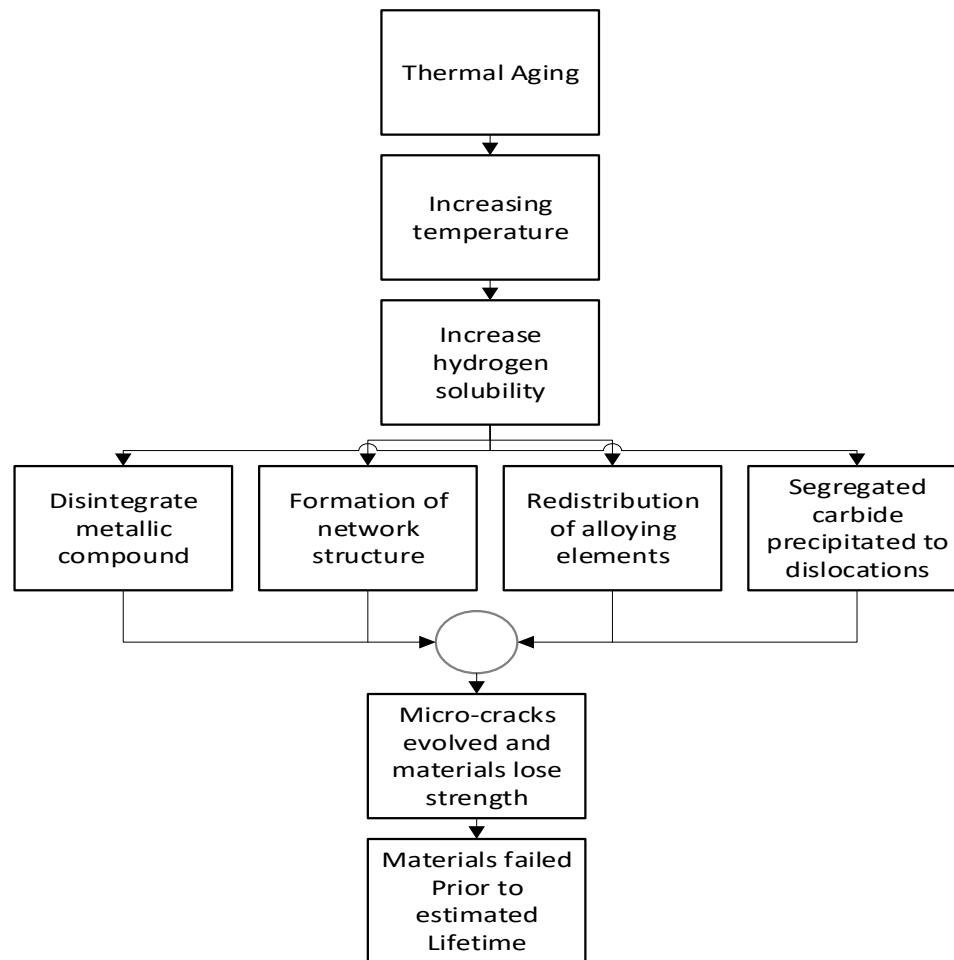 Thermal Aging
Increasing
temperature
Increase
hydrogen
solubility
Disintegrate
metallic
compound
Formation of
network
structure
Redistribution
of alloying
elements
Segregated
carbide
precipitated to
dislocations
Micro-cracks
evolved and
materials lose
strength
Materials failed
Prior to
estimated
Lifetime